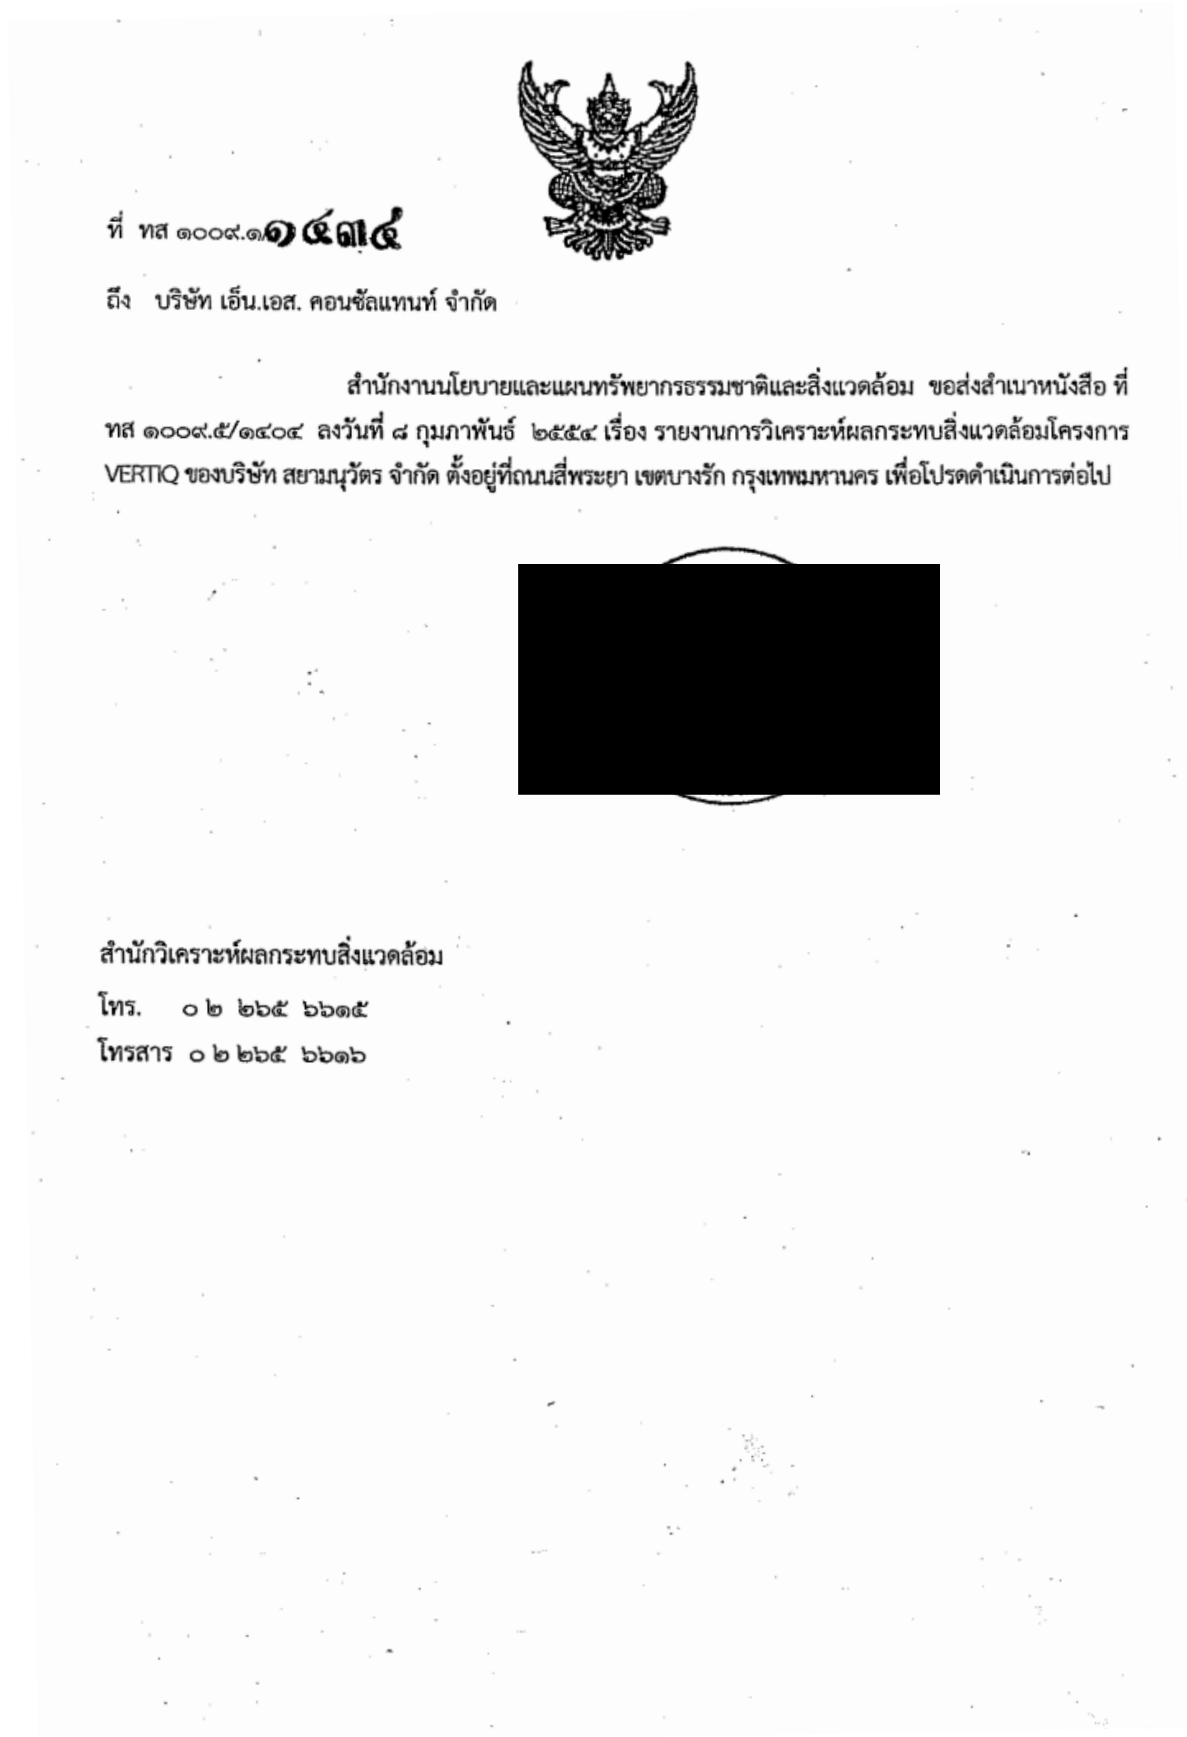 ที่ ทส ๑๐๐๙.๑/๑๔๓๔
ถึง บริษัท เอ็น.เอส. คอนซัลแทนท์ จำกัด
สำนักงานนโยบายและแผนทรัพยากรธรรมชาติและสิ่งแวดล้อม ขอส่งสำเนาหนังสือ ที่
ทส ๑๐๐๙.๕/๑๔๐๔ ลงวันที่ ๘ กุมภาพันธ์ ๒๕๕๔ เรื่อง รายงานการวิเคราะห์ผลกระทบสิ่งแวดล้อมโครงการ
VERTIQ ของบริษัท สยามนุวัตร จำกัด ตั้งอยู่ที่ถนนสี่พระยา เขตบางรัก กรุงเทพมหานคร เพื่อโปรดดำเนินการต่อไป
สำนักวิเคราะห์ผลกระทบสิ่งแวดล้อม
โทร. ๐ ๒ ๒๖๕ ๖๖๑๕
โทรสาร ๐ ๒ ๒๖๕ ๖๖๑๖